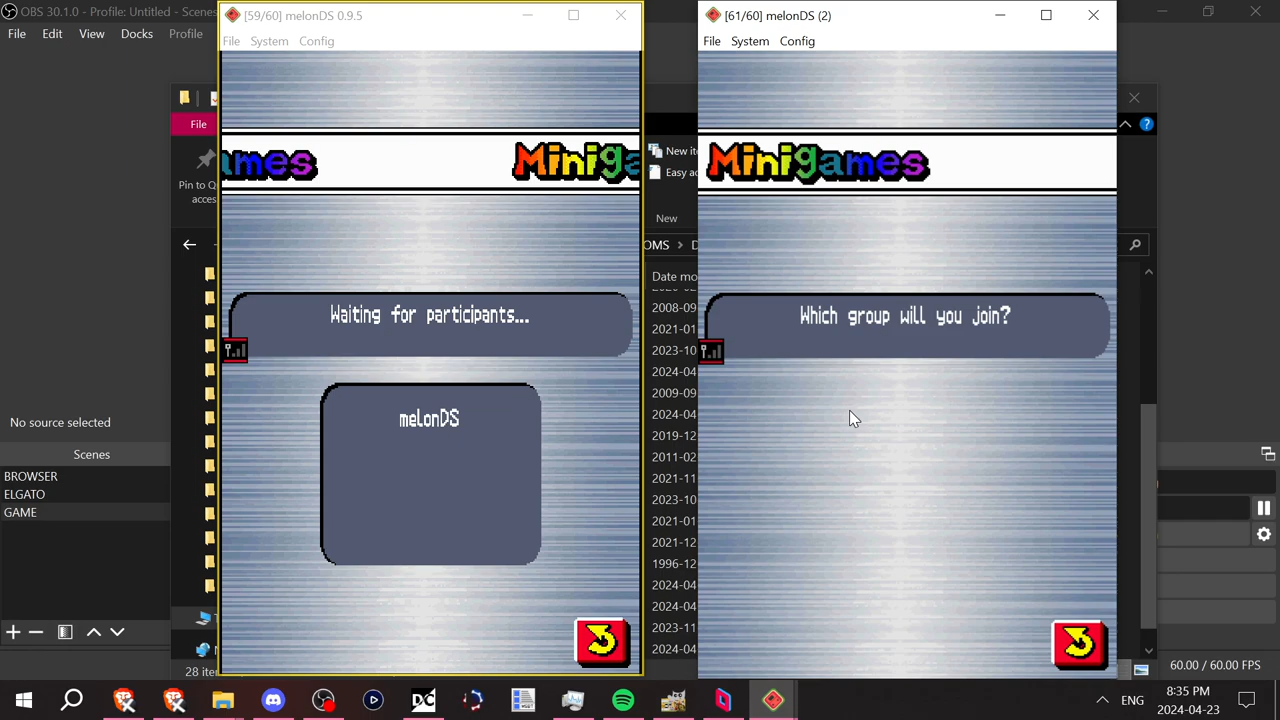 OBS 30.1.0 - Profile: Untitled - Scenes
File Edit View Docks Profile
[59/60] melonDS 0.9.5
File System Config
ames Miniga
Waiting for participants...
melonDS
[61/60] melonDS (2)
File System Config
Minigames
Which group will you join?
File
Pin to Q
access
New ite
Easy ac
New
OMS > D
Date mo
2008-09
2021-01
2023-10
2024-04
2009-09
2024-04
2019-12
2011-02
2021-11
2023-10
2021-01
2021-12
1996-12
2024-04
2024-04
2023-11
2024-04
28 iter
No source selected
Scenes
BROWSER
ELGATO
GAME
60.00 / 60.00 FPS
DC
ENG
8:35 PM
2024-04-23